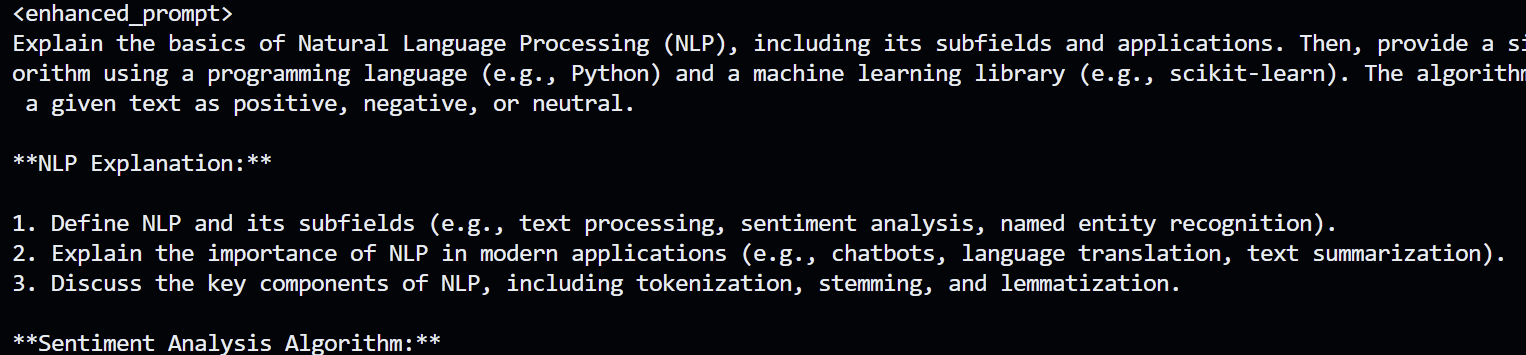 <enhanced_prompt>
Explain the basics of Natural Language Processing (NLP), including its subfields and applications. Then, provide a
orithm using a programming language (e.g., Python) and a machine learning library (e.g., scikit-learn). The algorithm
a given text as positive, negative, or neutral.
**NLP Explanation:**
1. Define NLP and its subfields (e.g., text processing, sentiment analysis, named entity recognition).
2. Explain the importance of NLP in modern applications (e.g., chatbots, language translation, text summarization).
3. Discuss the key components of NLP, including tokenization, stemming, and lemmatization.
**Sentiment Analysis Algorithm:**